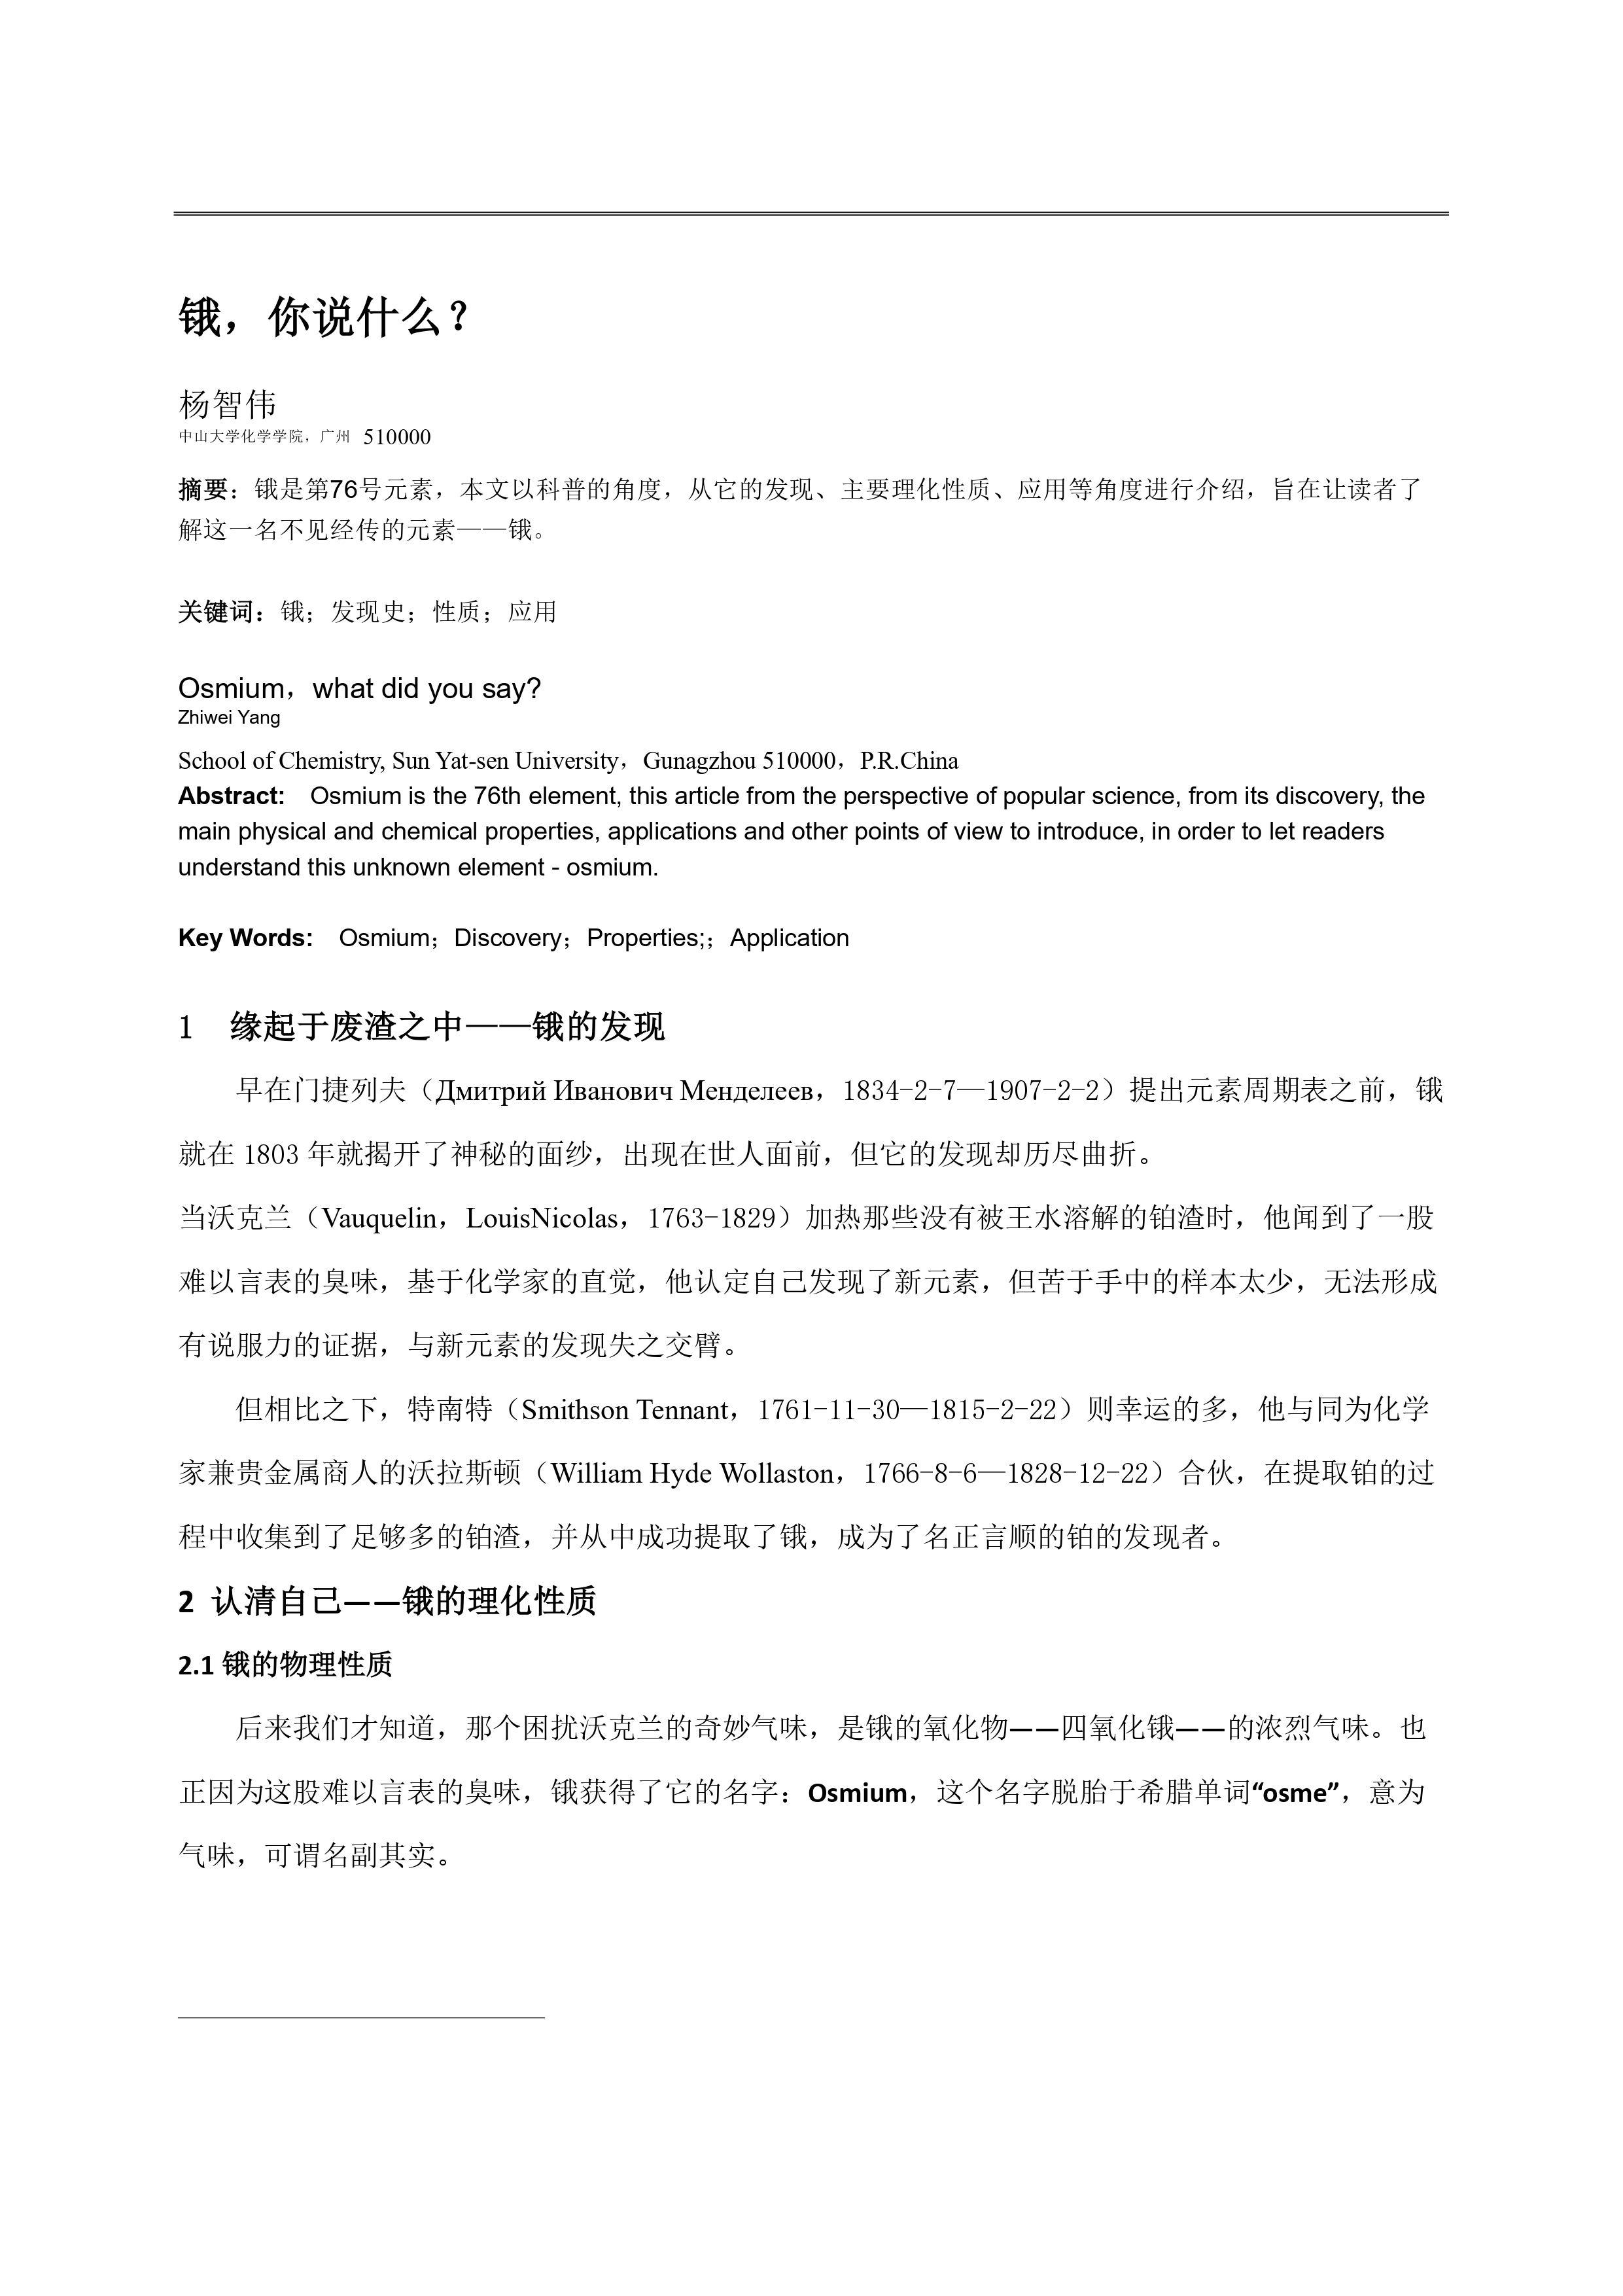 锇，你说什么？
杨智伟
中山大学化学学院，广州 510000
摘要：锇是第76号元素，本文以科普的角度，从它的发现、主要理化性质、应用等角度进行介绍，旨在让读者了
解这一名不见经传的元素——锇。
关键词：锇；发现史；性质；应用
Osmium，what did you say?
Zhiwei Yang
School of Chemistry, Sun Yat-sen University，Gunagzhou 510000，P.R.China
Abstract: Osmium is the 76th element, this article from the perspective of popular science, from its discovery, the
main physical and chemical properties, applications and other points of view to introduce, in order to let readers
understand this unknown element - osmium.
Key Words: Osmium；Discovery；Properties;；Application
1 缘起于废渣之中——锇的发现
早在门捷列夫（Дмитрий Иванович Менделеев，1834-2-7—1907-2-2）提出元素周期表之前，锇
就在 1803 年就揭开了神秘的面纱，出现在世人面前，但它的发现却历尽曲折。
当沃克兰（Vauquelin，LouisNicolas，1763-1829）加热那些没有被王水溶解的铂渣时，他闻到了一股
难以言表的臭味，基于化学家的直觉，他认定自己发现了新元素，但苦于手中的样本太少，无法形成
有说服力的证据，与新元素的发现失之交臂。
但相比之下，特南特（Smithson Tennant，1761-11-30—1815-2-22）则幸运的多，他与同为化学
家兼贵金属商人的沃拉斯顿（William Hyde Wollaston，1766-8-6—1828-12-22）合伙，在提取铂的过
程中收集到了足够多的铂渣，并从中成功提取了锇，成为了名正言顺的铂的发现者。
2 认清自己——锇的理化性质
2.1 锇的物理性质
后来我们才知道，那个困扰沃克兰的奇妙气味，是锇的氧化物——四氧化锇——的浓烈气味。也
正因为这股难以言表的臭味，锇获得了它的名字：Osmium，这个名字脱胎于希腊单词“osme”，意为
气味，可谓名副其实。